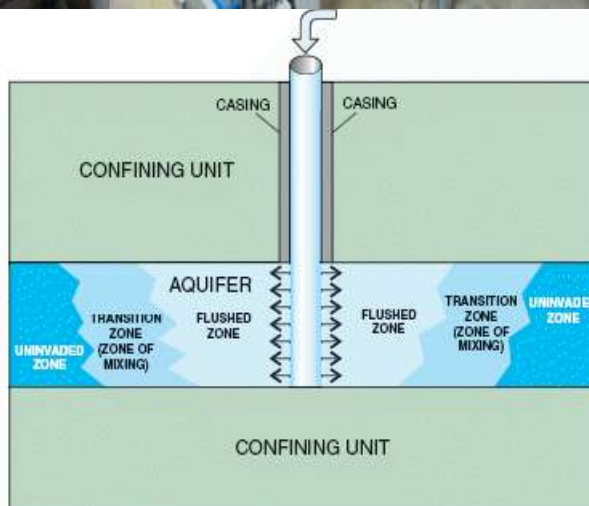 CASING
CASING
CONFINING UNIT
AQUIFER
UNINVADED
ZONE
TRANSITION
ZONE
(ZONE OF
MIXING)
FLUSHED
ZONE
FLUSHED
ZONE
TRANSITION
ZONE
(ZONE OF
MIXING)
UNINVADED
ZONE
CONFINING UNIT